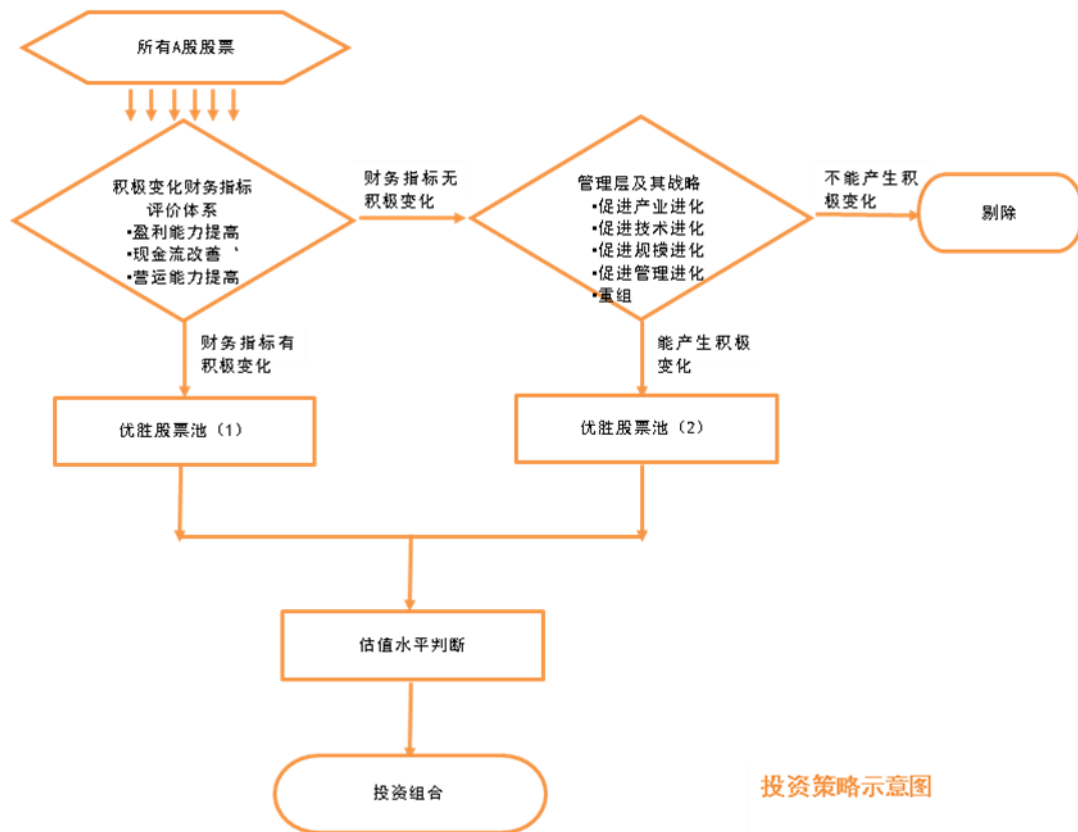 所有A股股票
积极变化财务指标
评价体系
•盈利能力提高
•现金流改善
•营运能力提高
财务指标无
积极变化
管理层及其战略
•促进产业进化
•促进技术进化
•促进规模进化
•促进管理进化
•重组
不能产生积
极变化
剔除
财务指标有
积极变化
能产生积极
变化
优胜股票池（1）
优胜股票池（2）
估值水平判断
投资组合
投资策略示意图